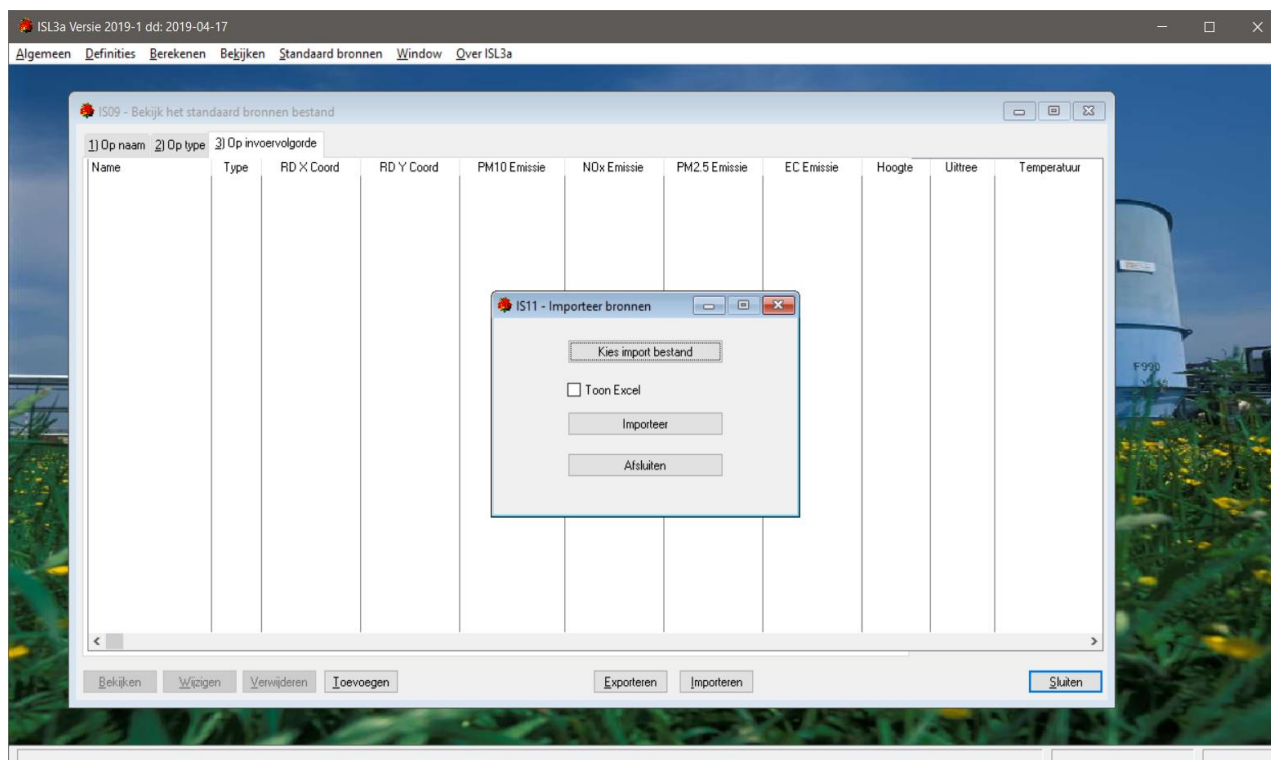 ISL3a Versie 2019-1 dd: 2019-04-17
Algemeen Definities Berekenen Bekijken Standaard bronnen Window Over ISL3a
IS09 - Bekijk het standaard bronnen bestand
1) Op naam 2) Op type 3) Op invoervolgorde
Name Type RD X Coord RD Y Coord PM10 Emissie NOx Emissie PM2.5 Emissie EC Emissie Hoogte Uittree Temperatuur
IS11 - Importeer bronnen
Kies import bestand
Toon Excel
Importeer
Afsluiten
F990
Bekijken Wijzigen Verwijderen Toevoegen Exporteren Importeren Sluiten